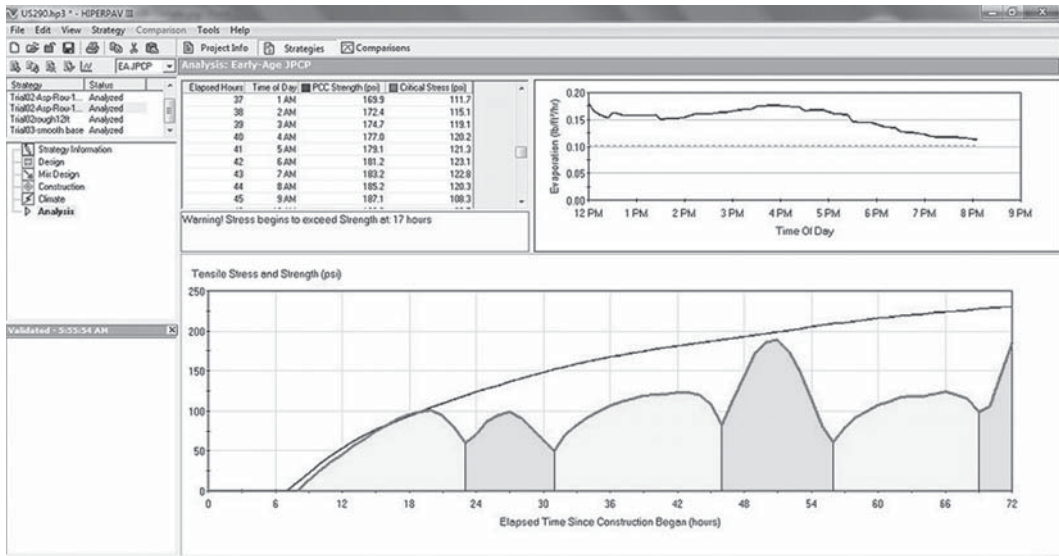 US290.hp3 * - HIPERPAV III
File Edit View Strategy Comparison Tools Help
Project Info Strategies Comparisons
EA-JPCP
Analysis: Early-Age JPCP
Strategy Status
Trial02-Asp-Rou-1... Analyzed
Trial02-Asp-Rou-1... Analyzed
Trial02rough12ft Analyzed
Trial03-smooth base Analyzed
Strategy Information
Design
Mix Design
Construction
Climate
Analysis
Elapsed Hours Time of Day PCC Strength (psi) Critical Stress (psi)
37 1 AM 169.9 111.7
38 2 AM 172.4 115.1
39 3 AM 174.7 119.1
40 4 AM 177.0 120.2
41 5 AM 179.1 121.3
42 6 AM 181.2 123.1
43 7 AM 183.2 122.8
44 8 AM 185.2 120.3
45 9 AM 187.1 108.3
Warning! Stress begins to exceed Strength at 17 hours
Evaporation (lb/ft²/hr)
0.20
0.15
0.10
0.05
0.00
12 PM 1 PM 2 PM 3 PM 4 PM 5 PM 6 PM 7 PM 8 PM 9 PM
Time Of Day
Validated - 5:55:54 AM
Tensile Stress and Strength (psi)
250
200
150
100
50
0
0 6 12 18 24 30 36 42 48 54 60 66 72
Elapsed Time Since Construction Began (hours)